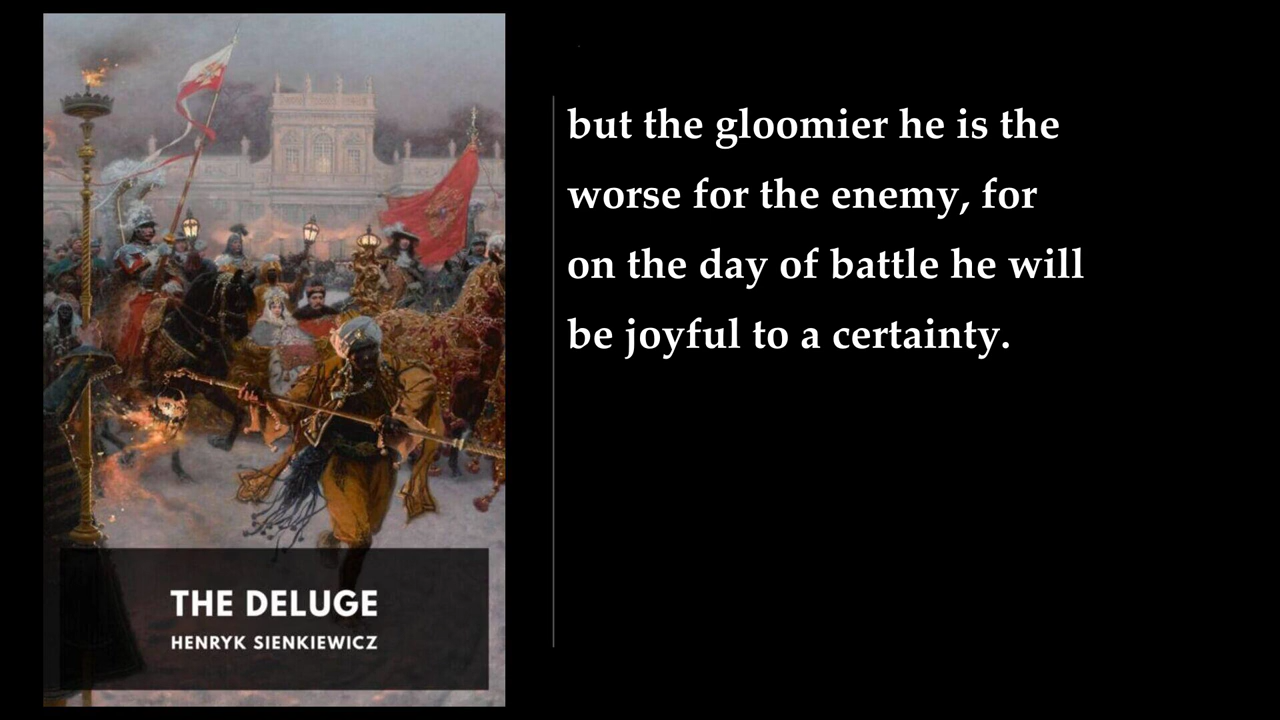 but the gloomier he is the
worse for the enemy, for
on the day of battle he will
be joyful to a certainty.
THE DELUGE
HENRYK SIENKIEWICZ